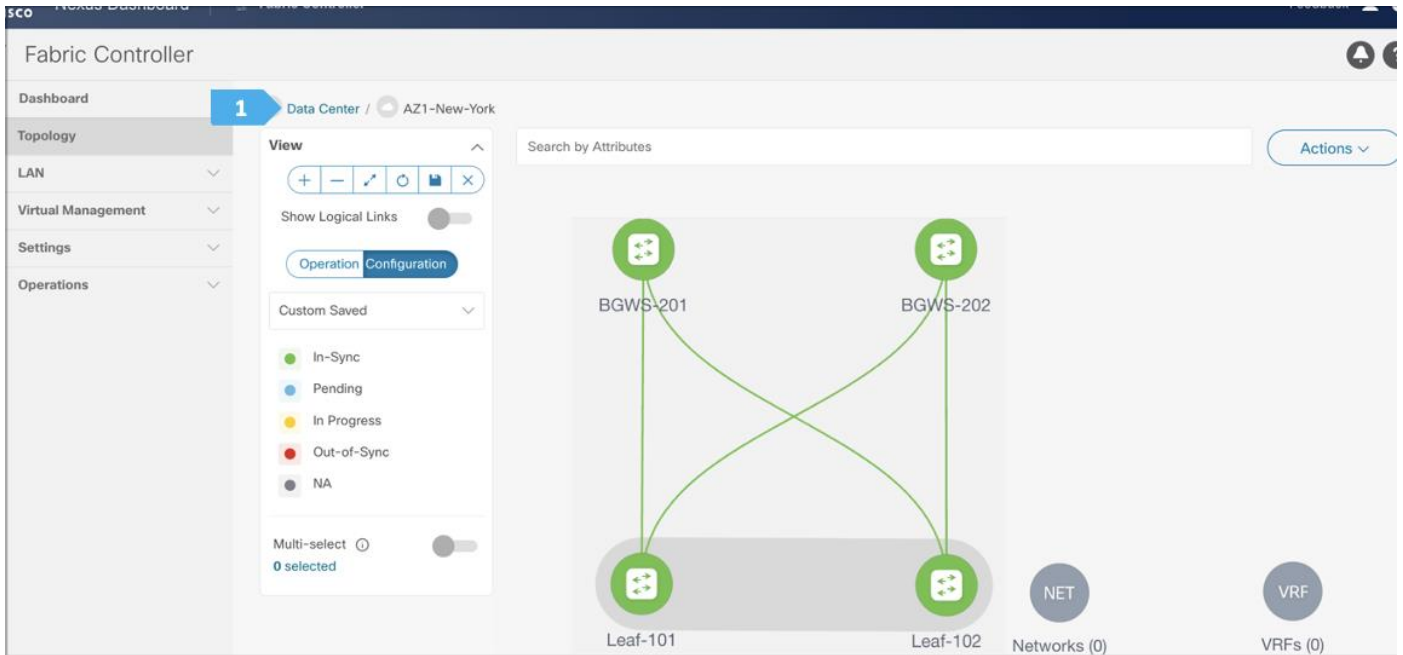 Fabric Controller
Dashboard
Topology
LAN
Virtual Management
Settings
Operations
1
Data Center / AZ1-New-York
View
Show Logical Links
Operation Configuration
Custom Saved
In-Sync
Pending
In Progress
Out-of-Sync
NA
Multi-select
0 selected
Search by Attributes
Actions
BGWS-201
BGWS-202
Leaf-101
Leaf-102
NET
Networks (0)
VRF
VRFs (0)